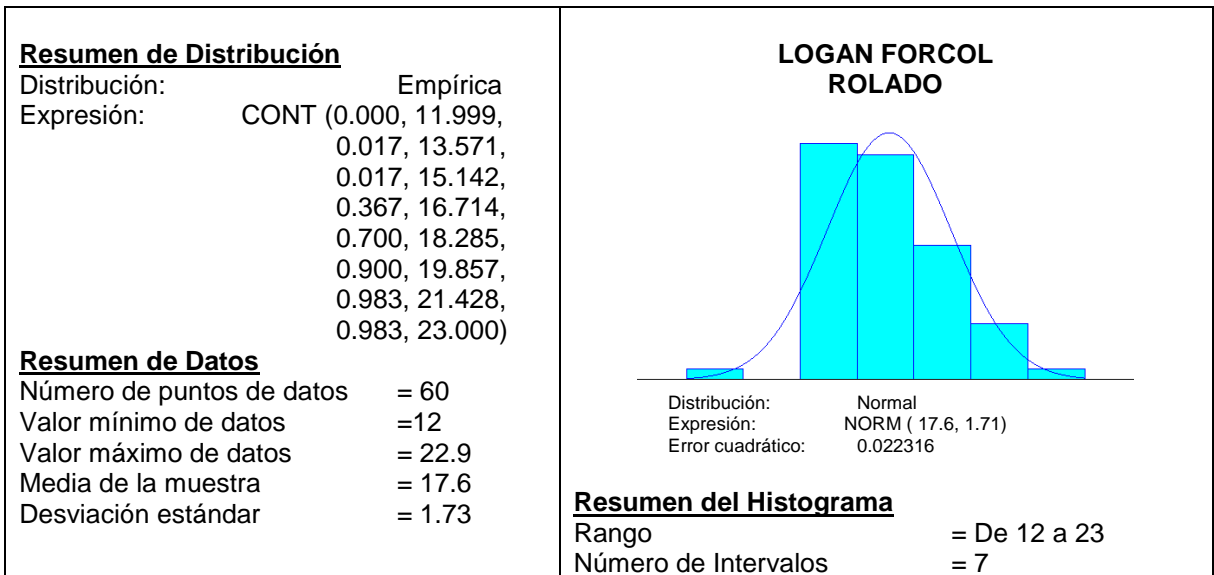 Resumen de Distribución
Distribución: Empírica
Expresión: CONT (0.000, 11.999,
0.017, 13.571,
0.017, 15.142,
0.367, 16.714,
0.700, 18.285,
0.900, 19.857,
0.983, 21.428,
0.983, 23.000)
Resumen de Datos
Número de puntos de datos = 60
Valor mínimo de datos =12
Valor máximo de datos = 22.9
Media de la muestra = 17.6
Desviación estándar = 1.73
LOGAN FORCOL
ROLADO
Distribución: Normal
Expresión: NORM ( 17.6, 1.71)
Error cuadrático: 0.022316
Resumen del Histograma
Rango = De 12 a 23
Número de Intervalos = 7